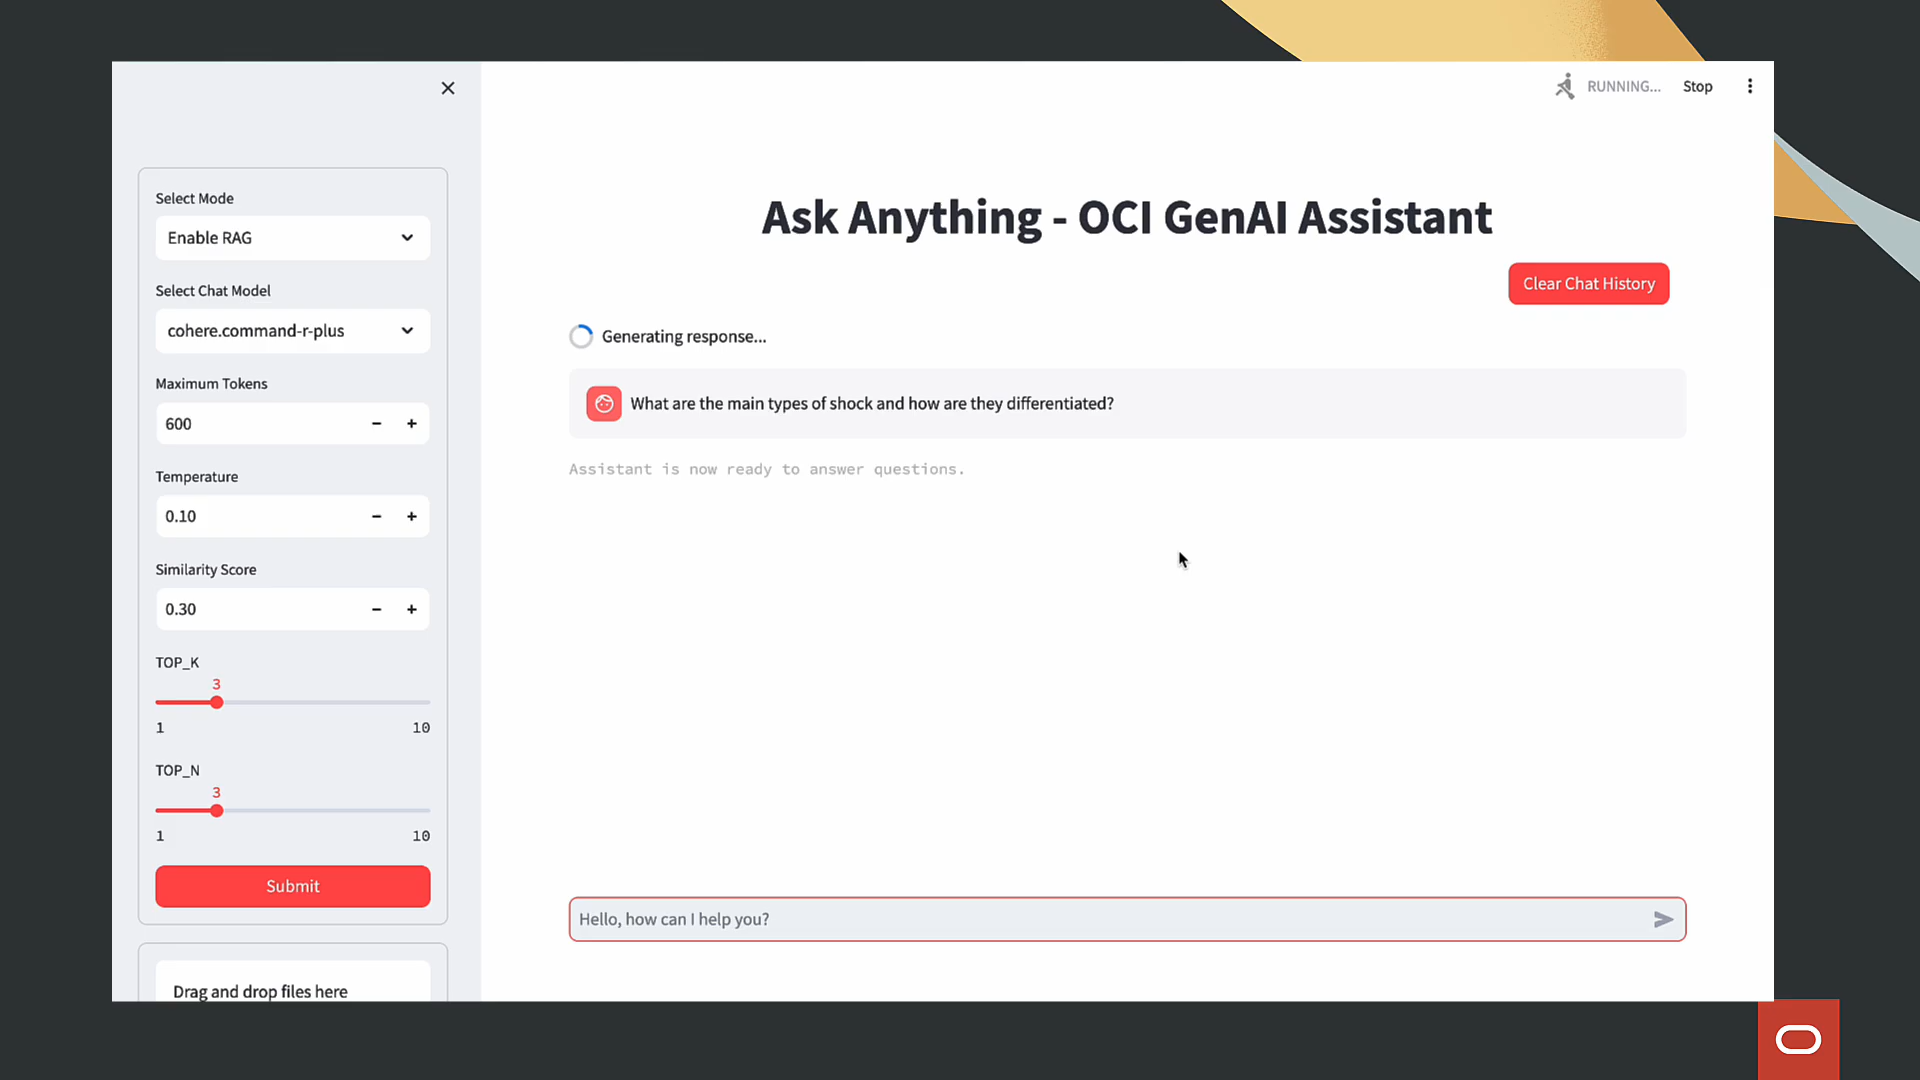 RUNNING...
Stop
Select Mode
Enable RAG
Select Chat Model
cohere.command-r-plus
Maximum Tokens
600
− +
Temperature
0.10
− +
Similarity Score
0.30
− +
TOP_K
3
1 10
TOP_N
3
1 10
Submit
Drag and drop files here
Ask Anything - OCI GenAI Assistant
Clear Chat History
Generating response...
What are the main types of shock and how are they differentiated?
Assistant is now ready to answer questions.
Hello, how can I help you?